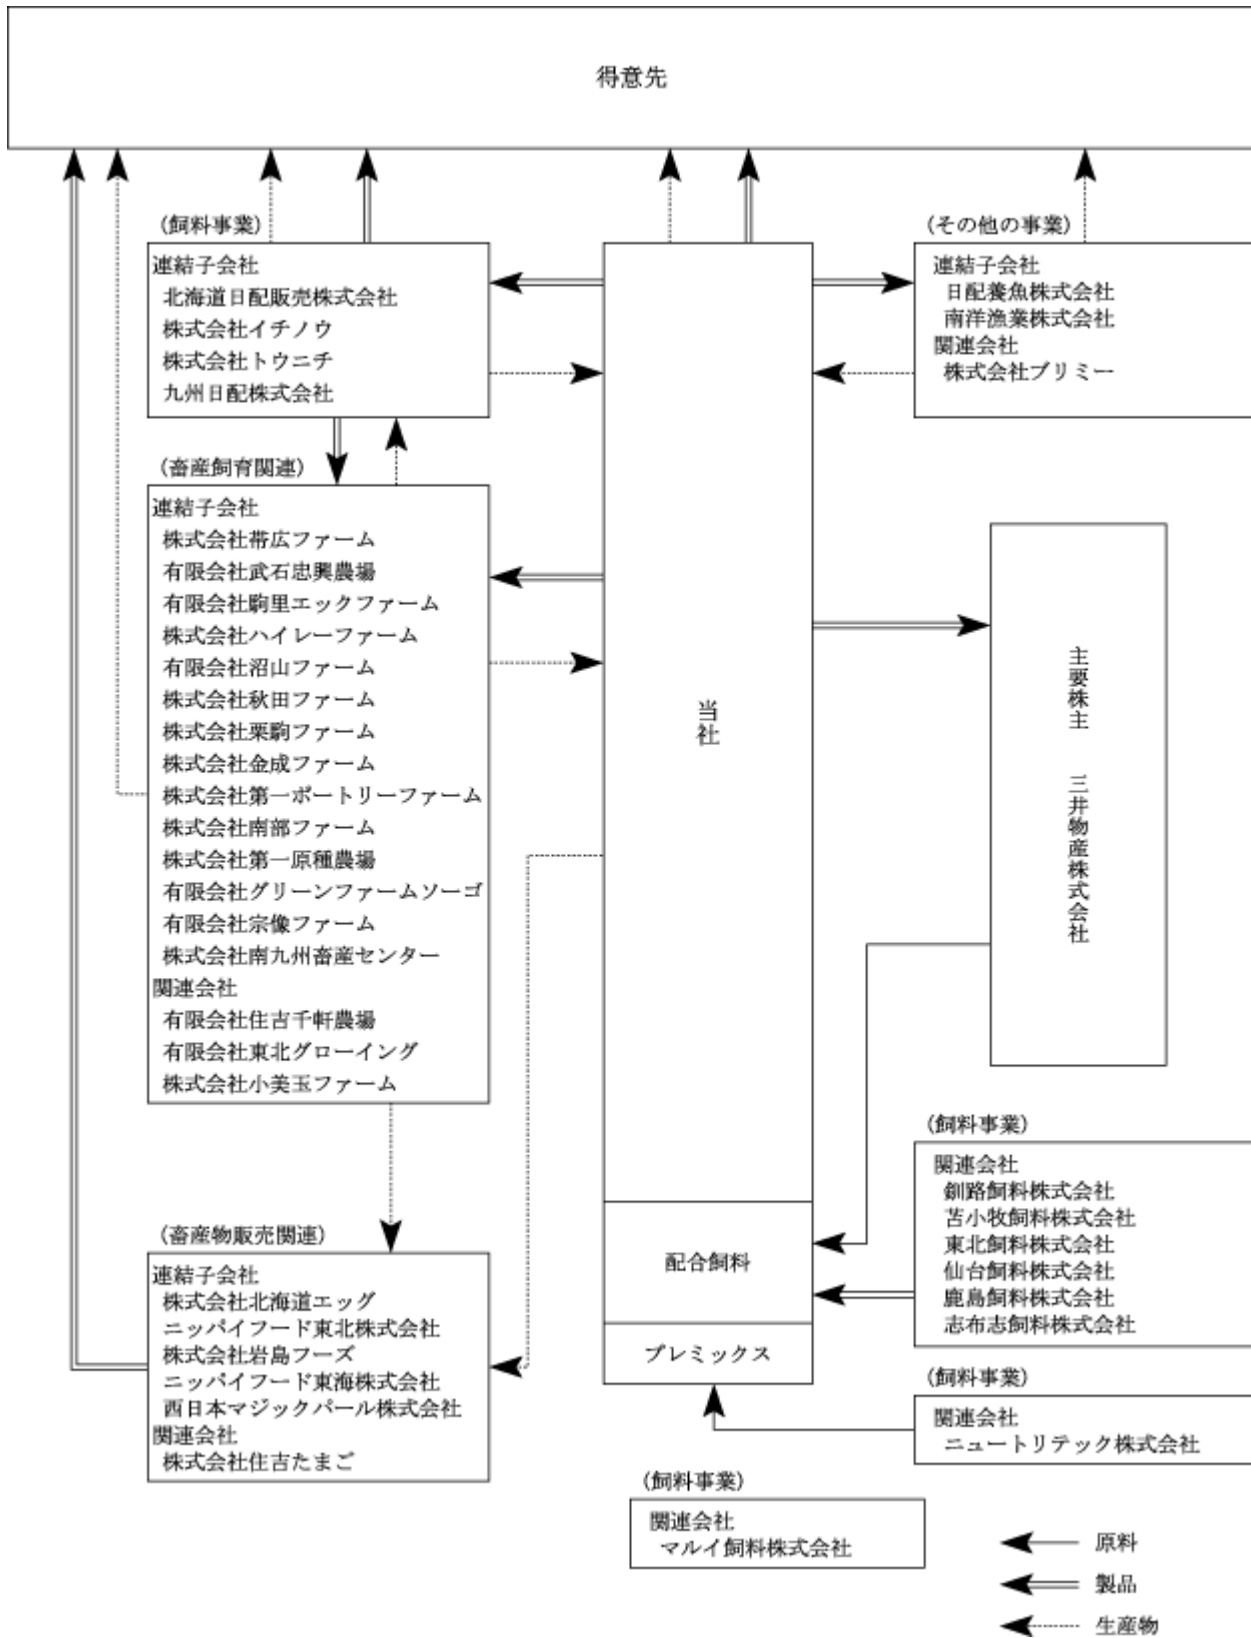 得意先
(飼料事業)
連結子会社
北海道日配販売株式会社
株式会社イチノウ
株式会社トウニチ
九州日配株式会社
(その他の事業)
連結子会社
日配養魚株式会社
南洋漁業株式会社
関連会社
株式会社ブリミー
(畜産飼育関連)
連結子会社
株式会社帯広ファーム
有限会社武石忠興農場
有限会社駒里エックファーム
株式会社ハイレーファーム
有限会社沼山ファーム
株式会社秋田ファーム
株式会社栗駒ファーム
株式会社金成ファーム
株式会社第一ポートリーファーム
株式会社南部ファーム
株式会社第一原種農場
有限会社グリーンファームソーゴ
有限会社宗像ファーム
株式会社南九州畜産センター
関連会社
有限会社住吉千軒農場
有限会社東北グローイング
株式会社小美玉ファーム
当社
主要株主 三井物産株式会社
(畜産物販売関連)
連結子会社
株式会社北海道エッグ
ニッパイフード東北株式会社
株式会社岩島フーズ
ニッパイフード東海株式会社
西日本マジックパール株式会社
関連会社
株式会社住吉たまご
配合飼料
プレミックス
(飼料事業)
関連会社
釧路飼料株式会社
苫小牧飼料株式会社
東北飼料株式会社
仙台飼料株式会社
鹿島飼料株式会社
志布志飼料株式会社
(飼料事業)
関連会社
ニュートリテック株式会社
(飼料事業)
関連会社
マルイ飼料株式会社
原料
製品
生産物